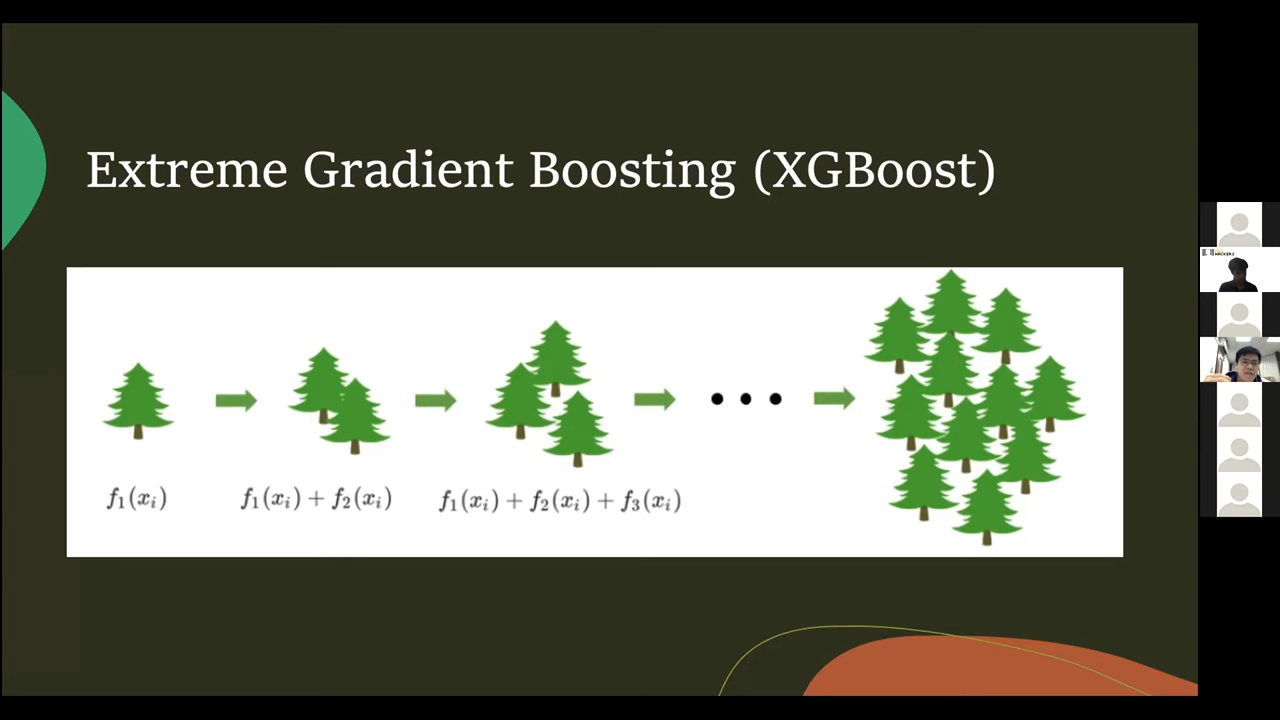 Extreme Gradient Boosting (XGBoost)
f₁(xᵢ)
f₁(xᵢ) + f₂(xᵢ)
f₁(xᵢ) + f₂(xᵢ) + f₃(xᵢ)